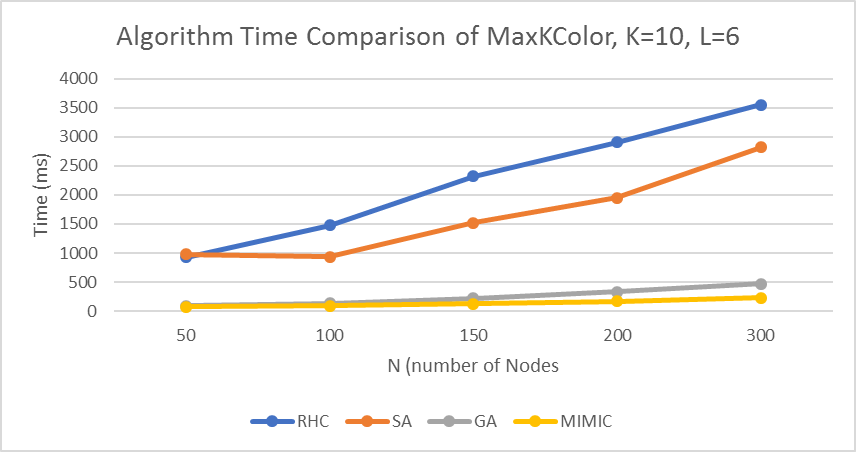 Algorithm Time Comparison of MaxKColor, K=10, L=6
4000
3500
3000
2500
2000
1500
1000
500
0
Time (ms)
50 100 150 200 300
N (number of Nodes
RHC SA GA MIMIC